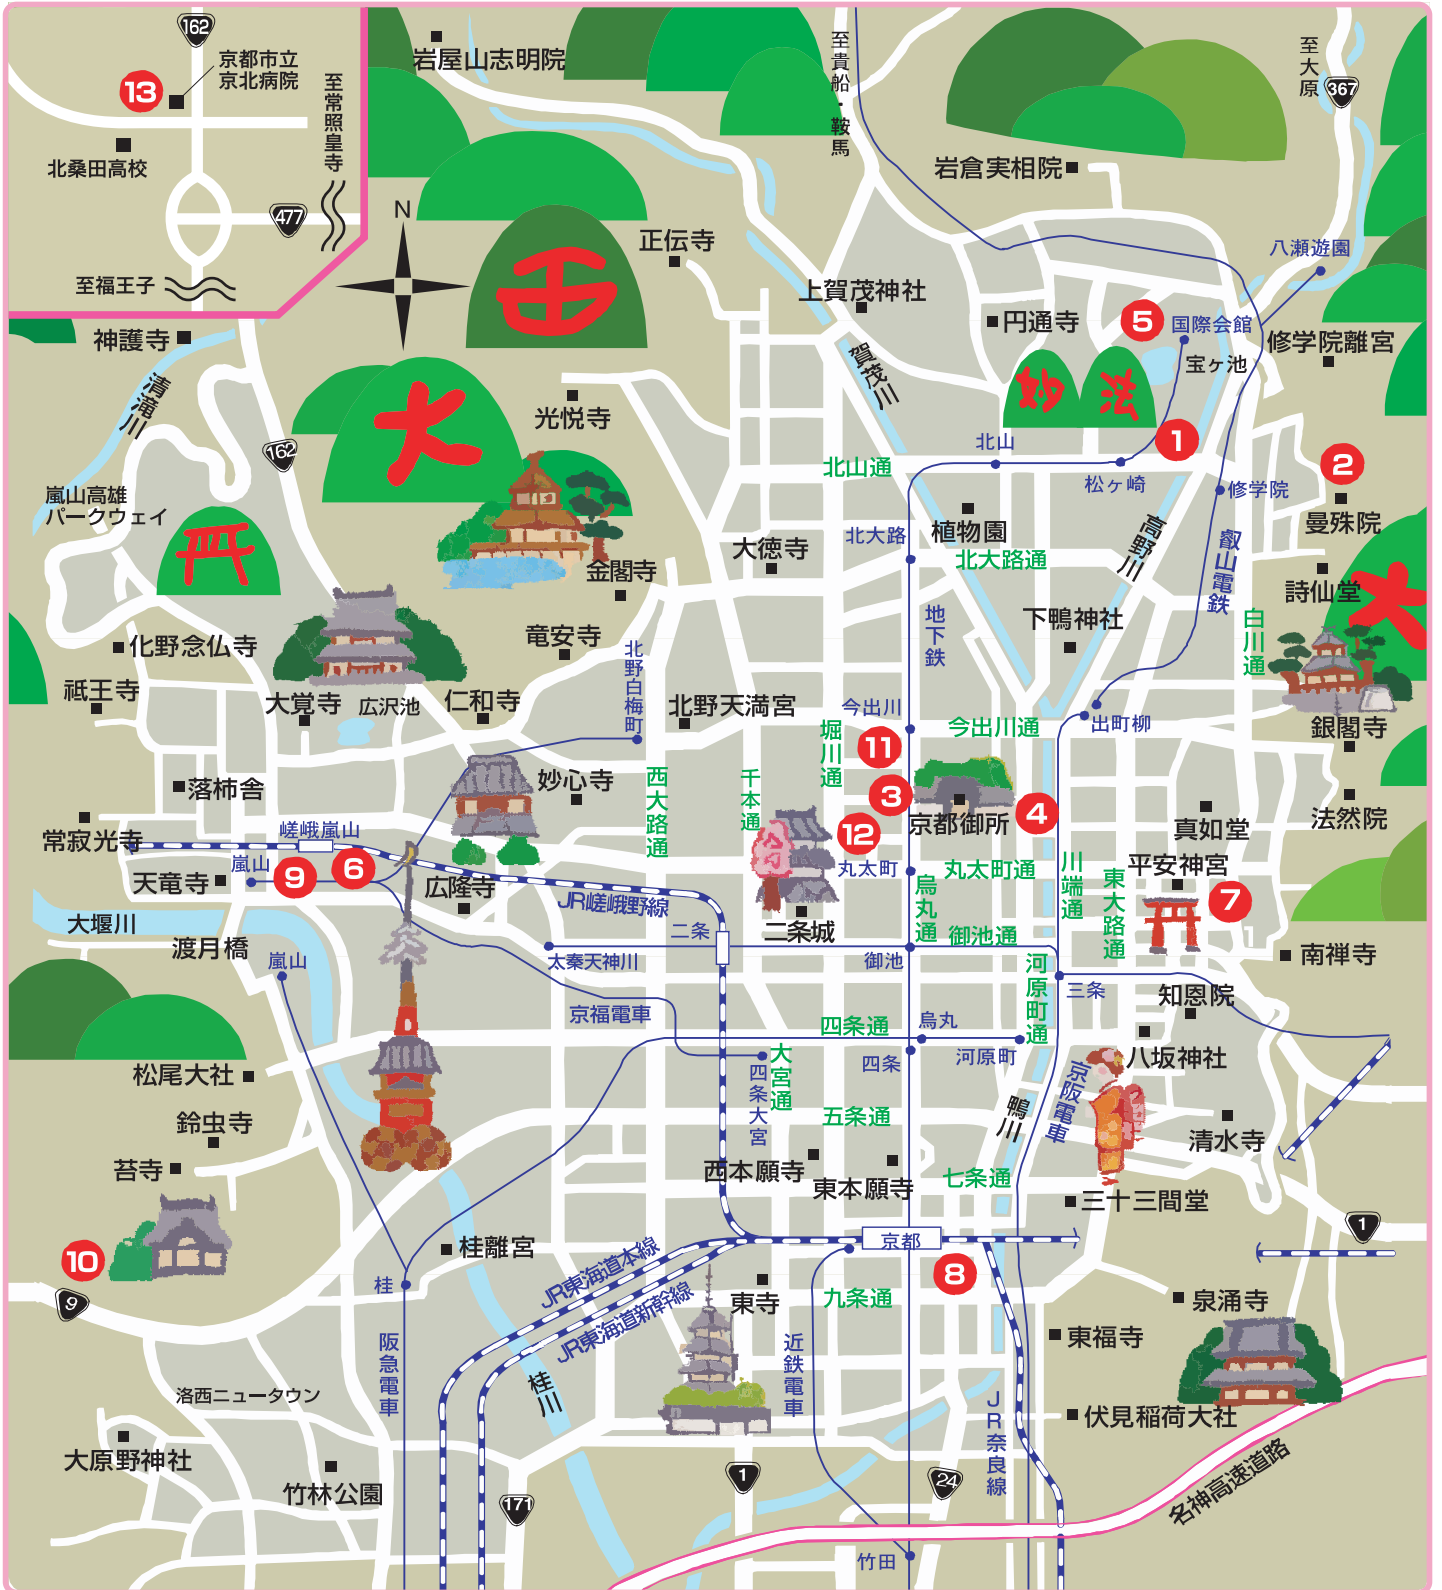 162
京都市立
京北病院
13
北桑田高校
至常照皇寺
477
至福王子
N
岩屋山志明院
至貴船・鞍馬
至大原
367
岩倉実相院
正伝寺
王
上賀茂神社
賀茂川
八瀬遊園
円通寺
5
国際会館
宝ヶ池
修学院離宮
神護寺
清滝川
大
光悦寺
妙
法
162
北山
北山通
1
2
松ヶ崎
修学院
曼殊院
嵐山高雄
パークウェイ
北大路
植物園
北大路通
高野川
叡山電鉄
大徳寺
金閣寺
詩仙堂
大
地下鉄
下鴨神社
白川通
化野念仏寺
竜安寺
北野白梅町
祇王寺
大覚寺
広沢池
仁和寺
北野天満宮
今出川
今出川通
出町柳
銀閣寺
堀川通
11
落柿舎
妙心寺
西大路通
千本通
3
4
京都御所
12
真如堂
法然院
常寂光寺
嵯峨嵐山
嵐山
9
6
天竜寺
広隆寺
丸太町
丸太町通
烏丸通
川端通
東大路通
平安神宮
7
JR嵯峨野線
大堰川
渡月橋
二条
二条城
御池通
嵐山
太秦天神川
御池
河原町通
三条
南禅寺
京福電車
知恩院
四条通
烏丸
四条
河原町
大宮通
四条大宮
八坂神社
松尾大社
京阪電車
鈴虫寺
五条通
鴨川
清水寺
苔寺
西本願寺
東本願寺
七条通
三十三間堂
1
10
桂離宮
京都
8
JR東海道本線
JR東海道新幹線
桂
9
東寺
九条通
泉涌寺
阪急電車
近鉄電車
東福寺
桂川
洛西ニュータウン
JR奈良線
伏見稲荷大社
大原野神社
竹林公園
171
1
24
名神高速道路
竹田